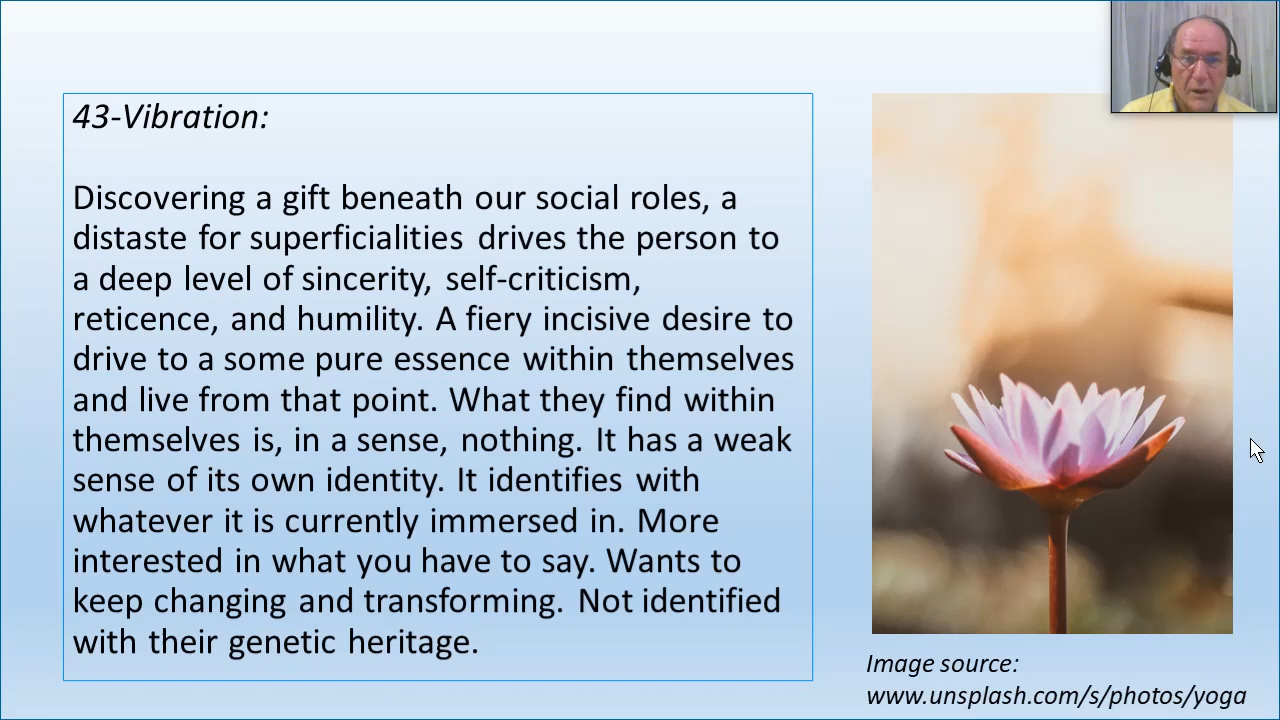 43-Vibration:
Discovering a gift beneath our social roles, a
distaste for superficialities drives the person to
a deep level of sincerity, self-criticism,
reticence, and humility. A fiery incisive desire to
drive to a some pure essence within themselves
and live from that point. What they find within
themselves is, in a sense, nothing. It has a weak
sense of its own identity. It identifies with
whatever it is currently immersed in. More
interested in what you have to say. Wants to
keep changing and transforming. Not identified
with their genetic heritage.
Image source:
www.unsplash.com/s/photos/yoga